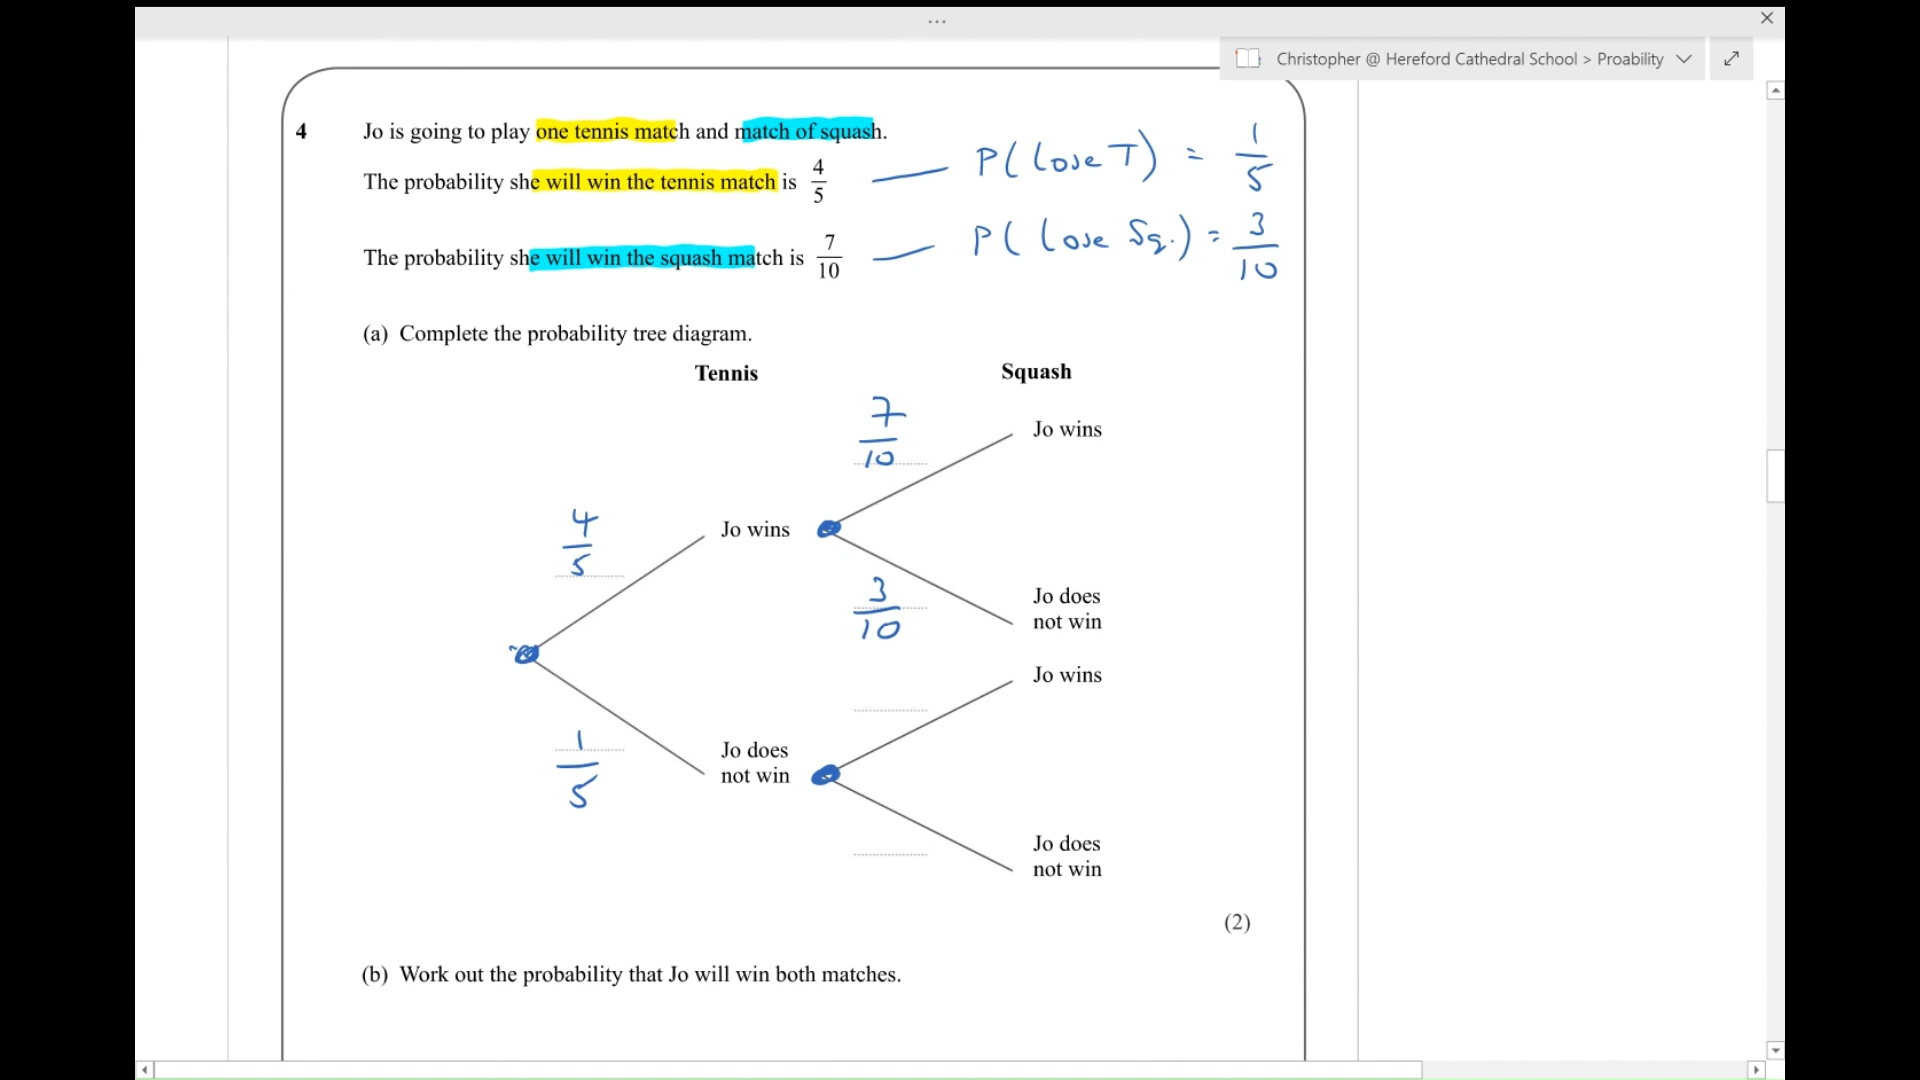 ...
Christopher @ Hereford Cathedral School > Proability
4 Jo is going to play one tennis match and match of squash.
The probability she will win the tennis match is 4/5 — P(lose T) = 1/5
The probability she will win the squash match is 7/10 — P(lose Sq.) = 3/10
(a) Complete the probability tree diagram.
Tennis Squash
7/10
Jo wins
4/5
Jo wins
3/10
Jo does
not win
Jo wins
1/5
Jo does
not win
Jo does
not win
(2)
(b) Work out the probability that Jo will win both matches.